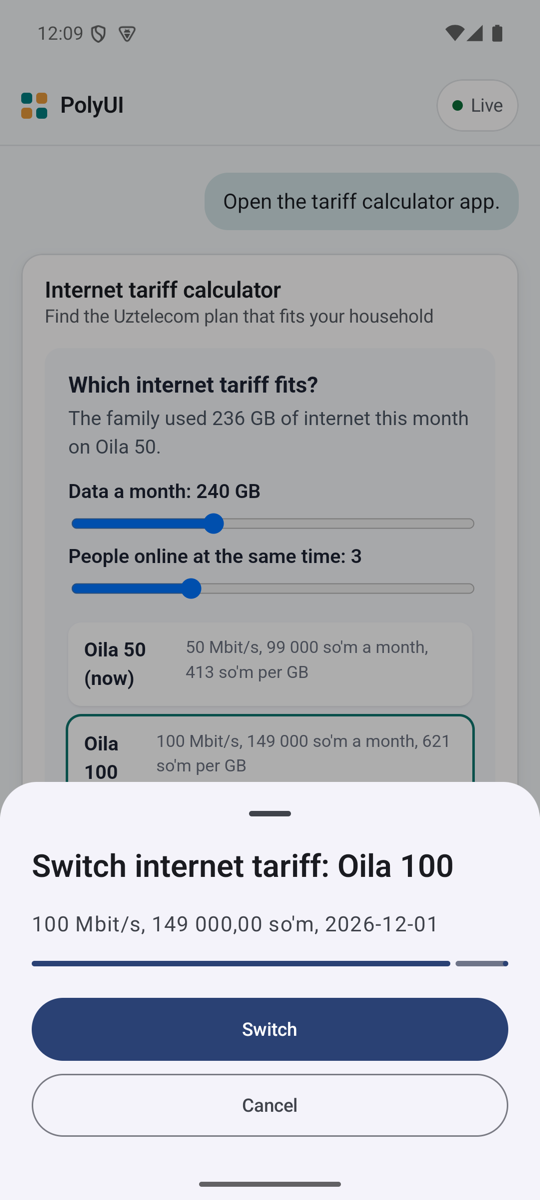 12:09
PolyUI
Live
Open the tariff calculator app.
Internet tariff calculator
Find the Uztelecom plan that fits your household
Which internet tariff fits?
The family used 236 GB of internet this month
on Oila 50.
Data a month: 240 GB
People online at the same time: 3
Oila 50
(now)
50 Mbit/s, 99 000 so'm a month,
413 so'm per GB
Oila
100
100 Mbit/s, 149 000 so'm a month, 621
so'm per GB
Switch internet tariff: Oila 100
100 Mbit/s, 149 000,00 so'm, 2026-12-01
Switch
Cancel